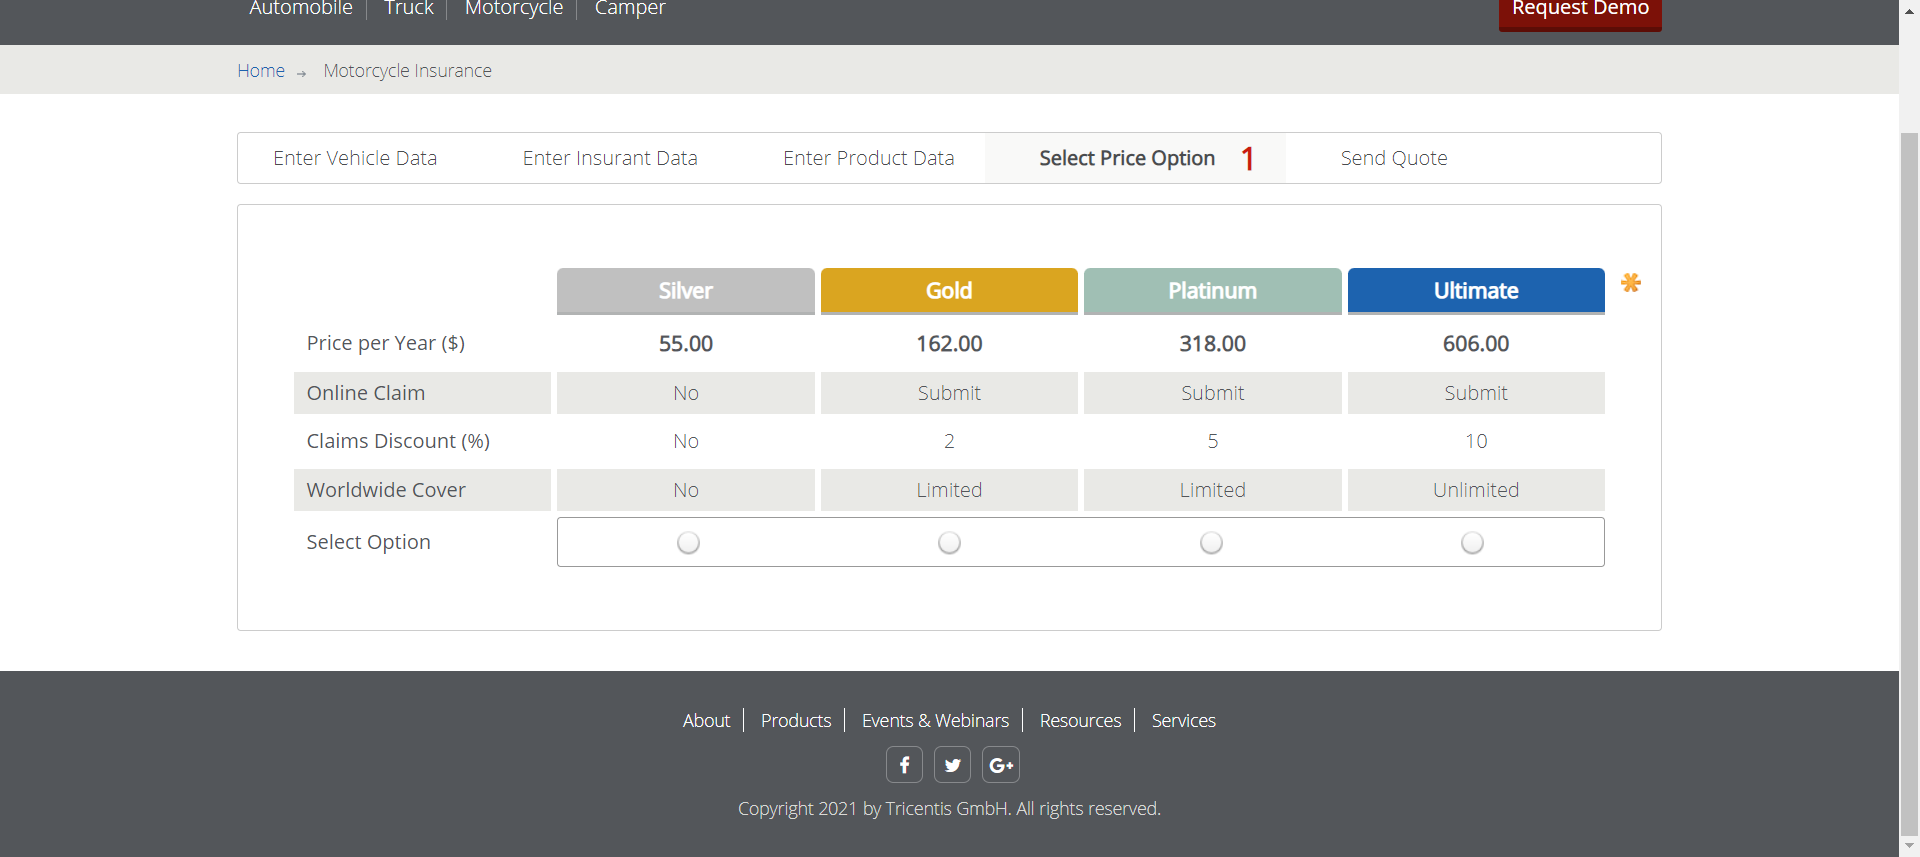 Automobile Truck Motorcycle Camper Request Demo
Home → Motorcycle Insurance
Enter Vehicle Data Enter Insurant Data Enter Product Data Select Price Option 1 Send Quote
Silver Gold Platinum Ultimate
Price per Year ($) 55.00 162.00 318.00 606.00
Online Claim No Submit Submit Submit
Claims Discount (%) No 2 5 10
Worldwide Cover No Limited Limited Unlimited
Select Option
About Products Events & Webinars Resources Services
f G+
Copyright 2021 by Tricentis GmbH. All rights reserved.